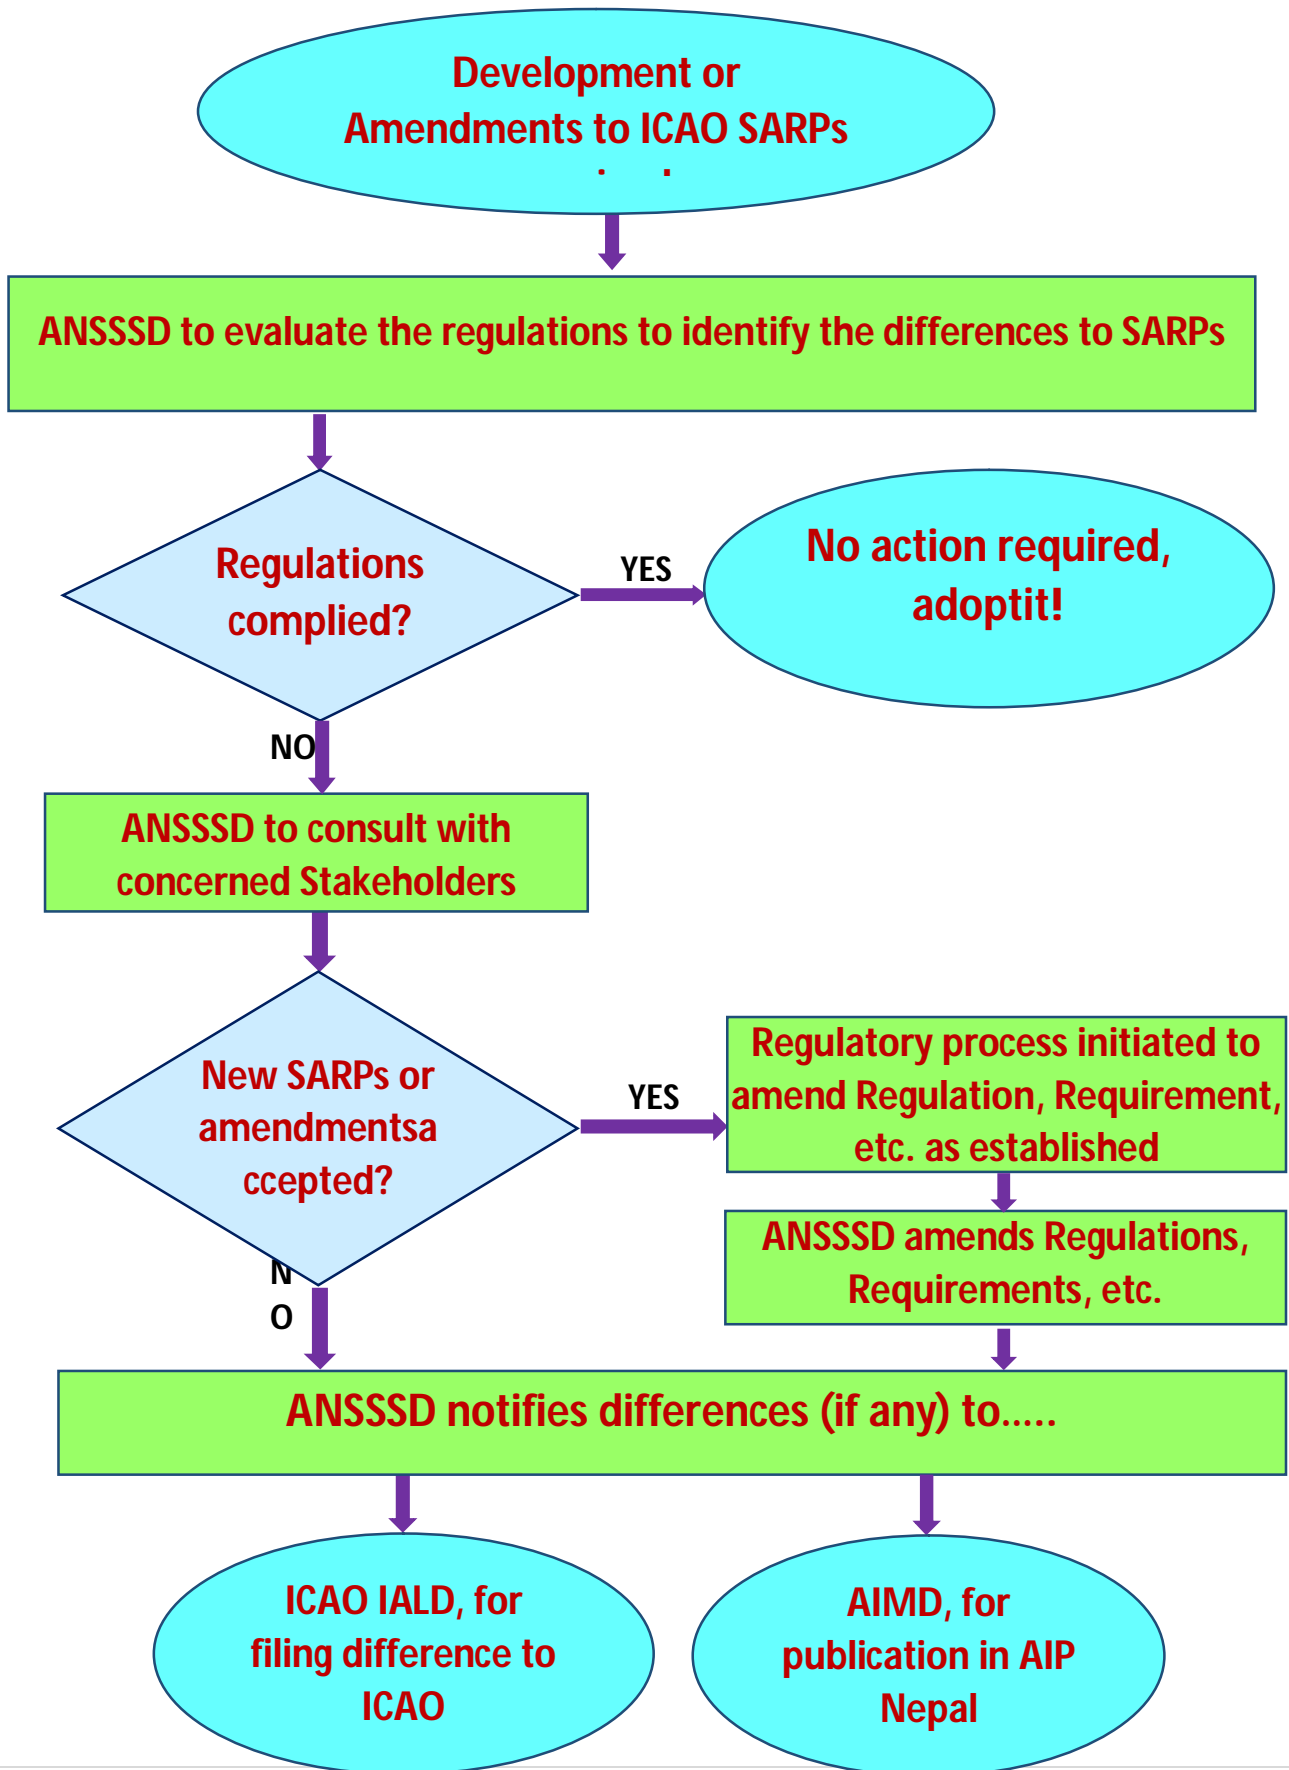 Development or
Amendments to ICAO SARPs
ANSSSD to evaluate the regulations to identify the differences to SARPs
Regulations
complied?
YES
No action required,
adoptit!
NO
ANSSSD to consult with
concerned Stakeholders
New SARPs or
amendmentsa
ccepted?
YES
Regulatory process initiated to
amend Regulation, Requirement,
etc. as established
ANSSSD amends Regulations,
Requirements, etc.
N
O
ANSSSD notifies differences (if any) to.....
ICAO IALD, for
filing difference to
ICAO
AIMD, for
publication in AIP
Nepal